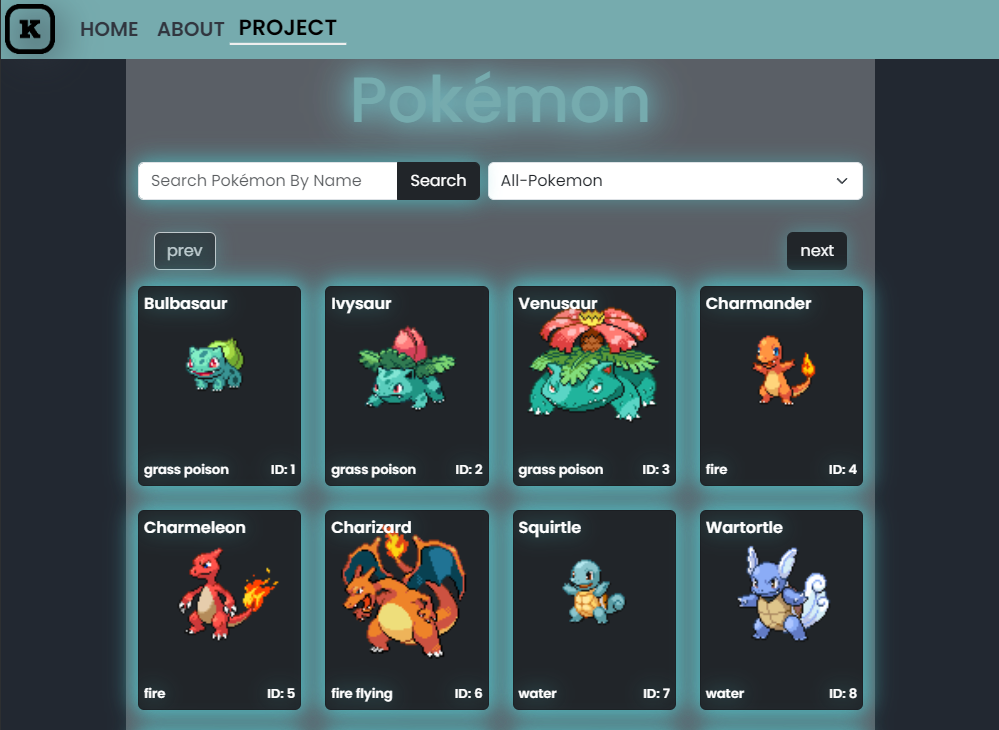 K
HOME ABOUT PROJECT
Pokémon
Search Pokémon By Name Search All-Pokemon
prev next
Bulbasaur Ivysaur Venusaur Charmander
grass poison ID: 1 grass poison ID: 2 grass poison ID: 3 fire ID: 4
Charmeleon Charizard Squirtle Wartortle
fire ID: 5 fire flying ID: 6 water ID: 7 water ID: 8